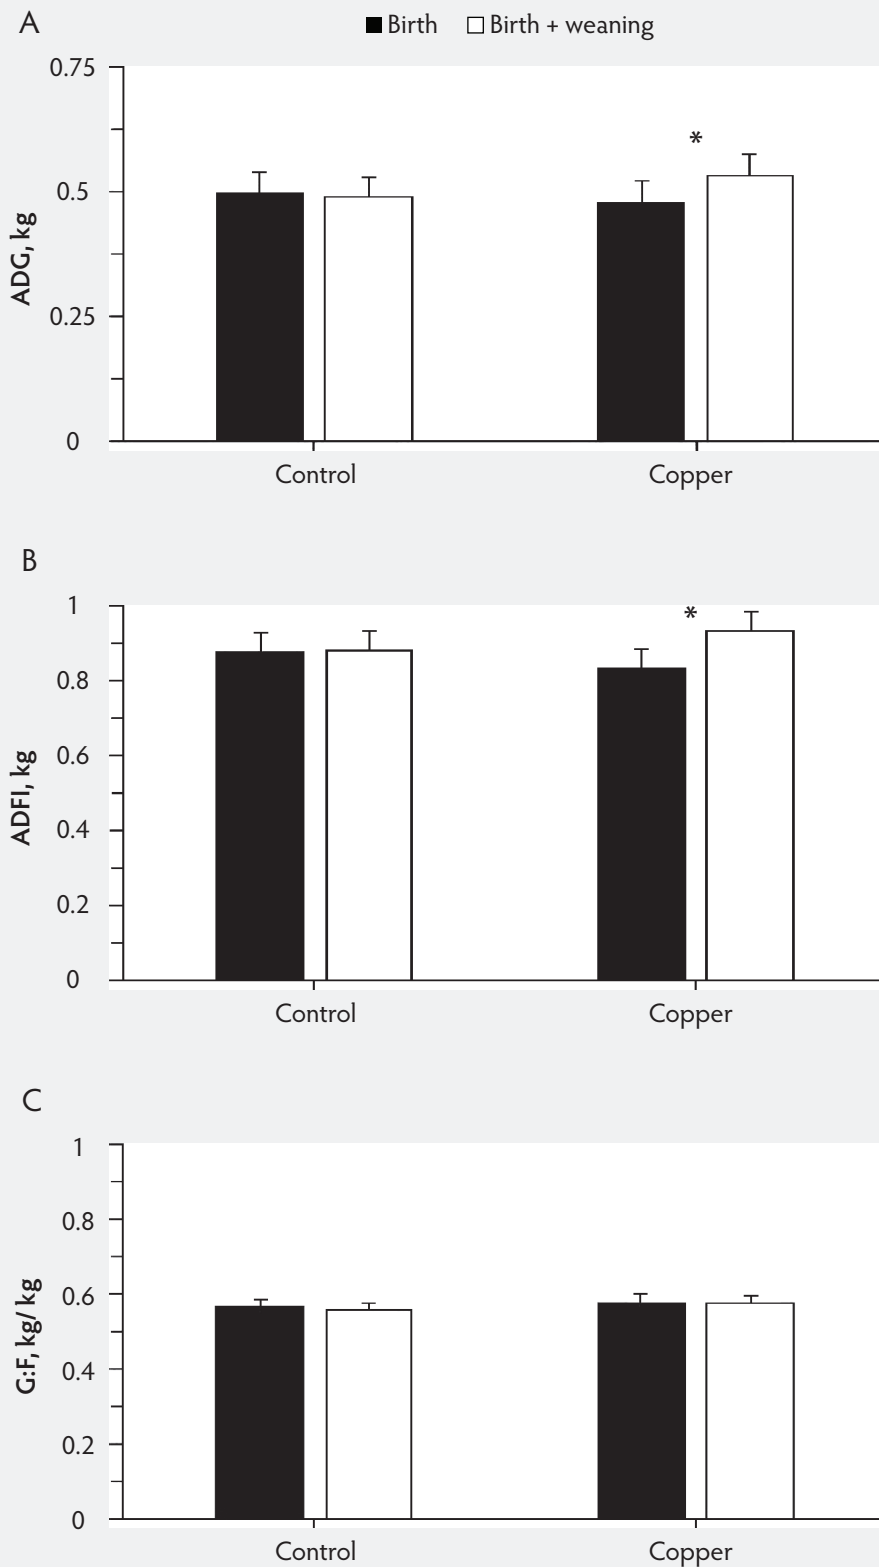 A
Birth Birth + weaning
0.75
0.5
0.25
0
ADG, kg
*
Control Copper
B
1
0.8
0.6
0.4
0.2
0
ADFI, kg
*
Control Copper
C
1
0.8
0.6
0.4
0.2
0
G:F, kg/ kg
Control Copper